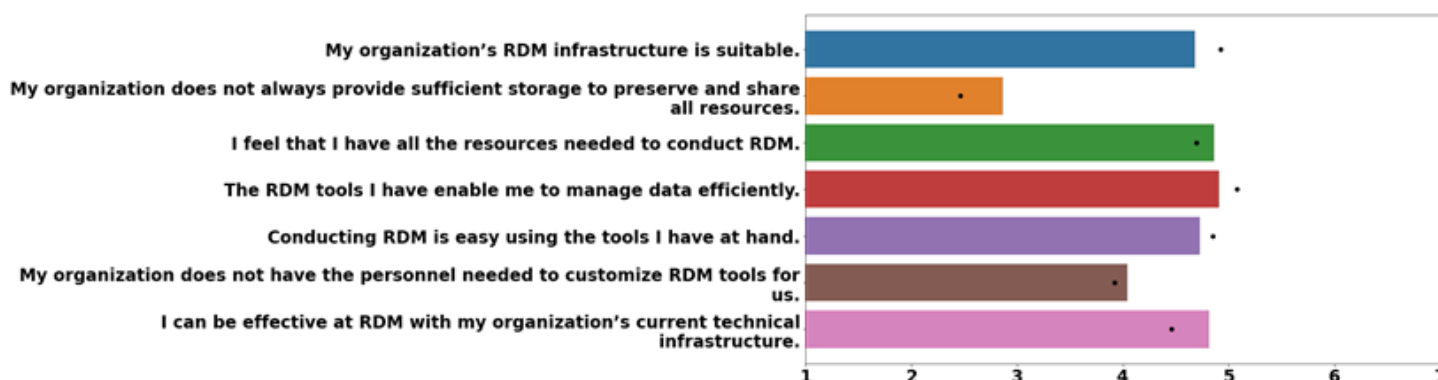 My organization’s RDM infrastructure is suitable.
My organization does not always provide sufficient storage to preserve and share
all resources.
I feel that I have all the resources needed to conduct RDM.
The RDM tools I have enable me to manage data efficiently.
Conducting RDM is easy using the tools I have at hand.
My organization does not have the personnel needed to customize RDM tools for
us.
I can be effective at RDM with my organization’s current technical
infrastructure.
1 2 3 4 5 6